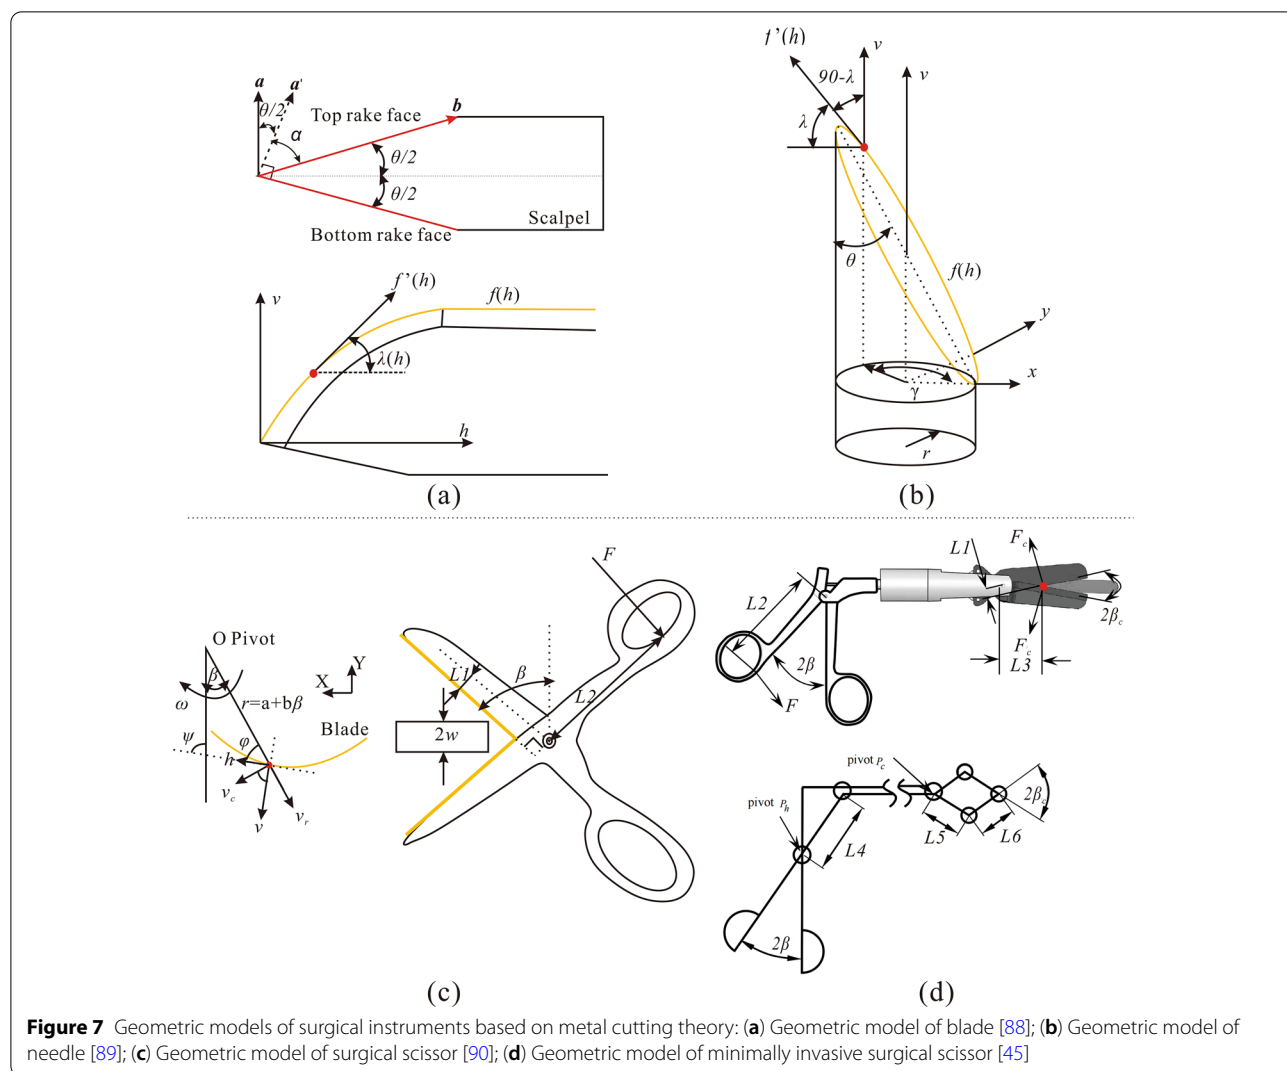 a
a'
θ/2
α
Top rake face
b
θ/2
θ/2
Scalpel
Bottom rake face
v
f'(h)
f(h)
λ(h)
h
(a)
f'(h)
v
v
90-λ
λ
θ
f(h)
y
x
γ
r
(b)
O Pivot
X
Y
β
ω
r=a+bβ
Blade
ψ
φ
h
v_c
v
v_r
F
L1
β
L2
2w
(c)
L2
2β
F
L1
F_c
2β_c
F_c
L3
pivot P_c
pivot P_h
L4
L5
L6
2β_c
2β
(d)
Figure 7 Geometric models of surgical instruments based on metal cutting theory: (a) Geometric model of blade [88]; (b) Geometric model of
needle [89]; (c) Geometric model of surgical scissor [90]; (d) Geometric model of minimally invasive surgical scissor [45]